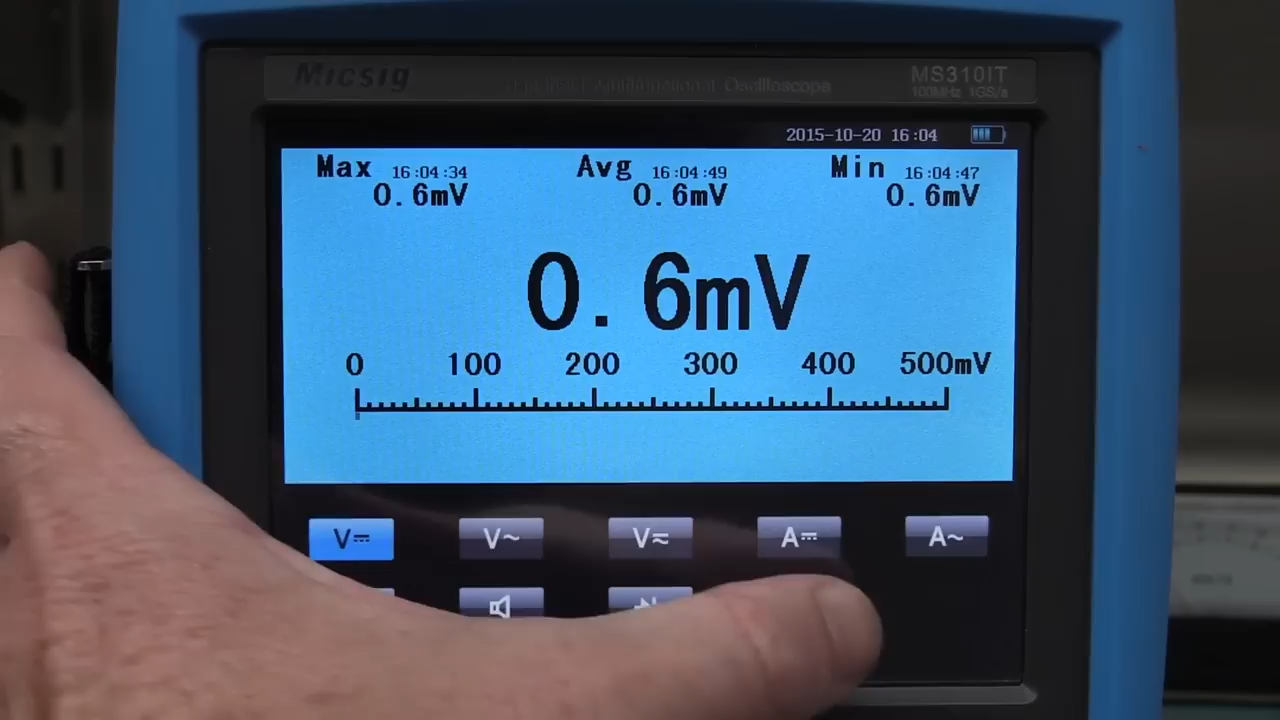 Micsig
Oscilloscope
MS310IT
100MHz 1GS/s
2015-10-20 16:04
Max 16:04:34
0.6mV
Avg 16:04:49
0.6mV
Min 16:04:47
0.6mV
0.6mV
0 100 200 300 400 500mV
V⎓ V~ V≂ A⎓ A~